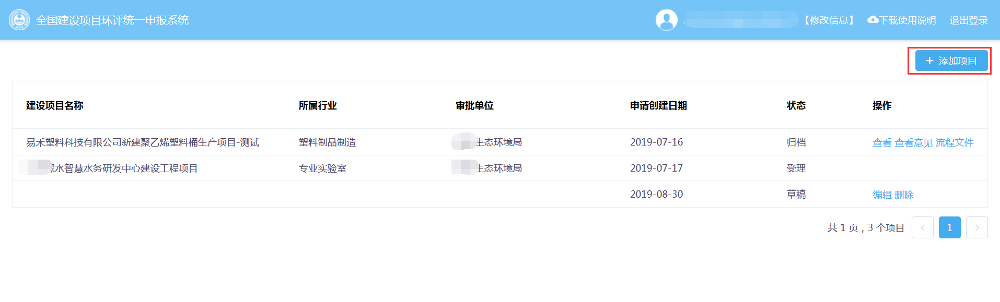 全国建设项目环评统一申报系统
【修改信息】 下载使用说明 退出登录
+ 添加项目
建设项目名称 所属行业 审批单位 申请创建日期 状态 操作
易禾塑料科技有限公司新建聚乙烯塑料桶生产项目-测试 塑料制品制造 生态环境局 2019-07-16 归档 查看 查看意见 流程文件
深水智慧水务研发中心建设工程项目 专业实验室 生态环境局 2019-07-17 受理
2019-08-30 草稿 编辑 删除
共 1 页，3 个项目 < 1 >